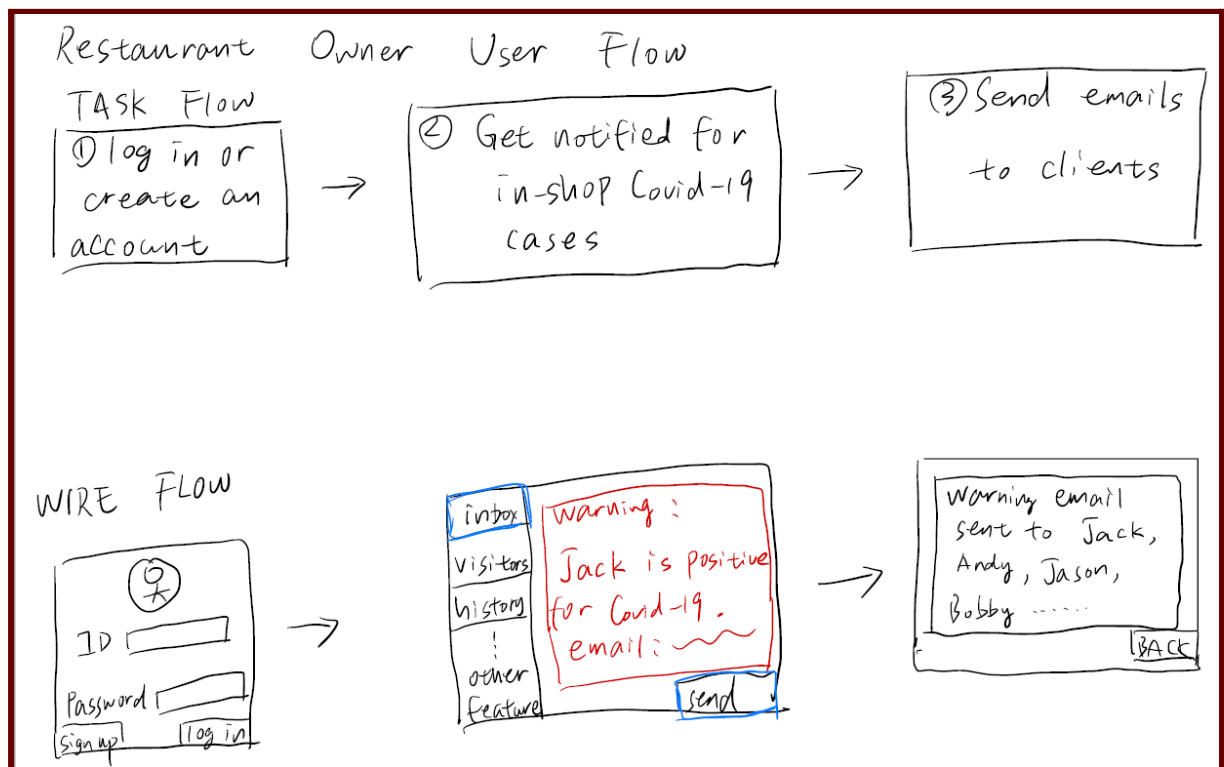 Restaurant Owner User Flow
TASK Flow
① log in or
create an
account
② Get notified for
in-shop Covid-19
cases
③ Send emails
to clients
WIRE FLOW
ID
Password
sign up
log in
inbox
visitors
history
other
feature
Warning :
Jack is positive
for Covid-19.
email:
send
Warning email
sent to Jack,
Andy, Jason,
Bobby ......
BACK